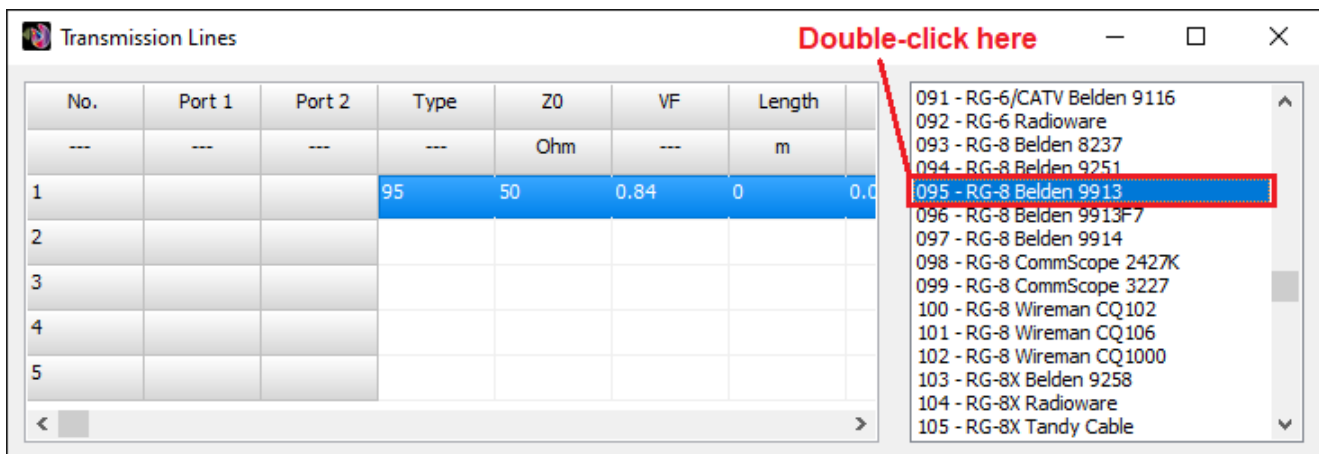 Transmission Lines
Double-click here
No. Port 1 Port 2 Type Z0 VF Length
--- --- --- --- Ohm --- m
1 95 50 0.84 0 0.0
2
3
4
5
091 - RG-6/CATV Belden 9116
092 - RG-6 Radioware
093 - RG-8 Belden 8237
094 - RG-8 Belden 9251
095 - RG-8 Belden 9913
096 - RG-8 Belden 9913F7
097 - RG-8 Belden 9914
098 - RG-8 CommScope 2427K
099 - RG-8 CommScope 3227
100 - RG-8 Wireman CQ102
101 - RG-8 Wireman CQ106
102 - RG-8 Wireman CQ1000
103 - RG-8X Belden 9258
104 - RG-8X Radioware
105 - RG-8X Tandy Cable